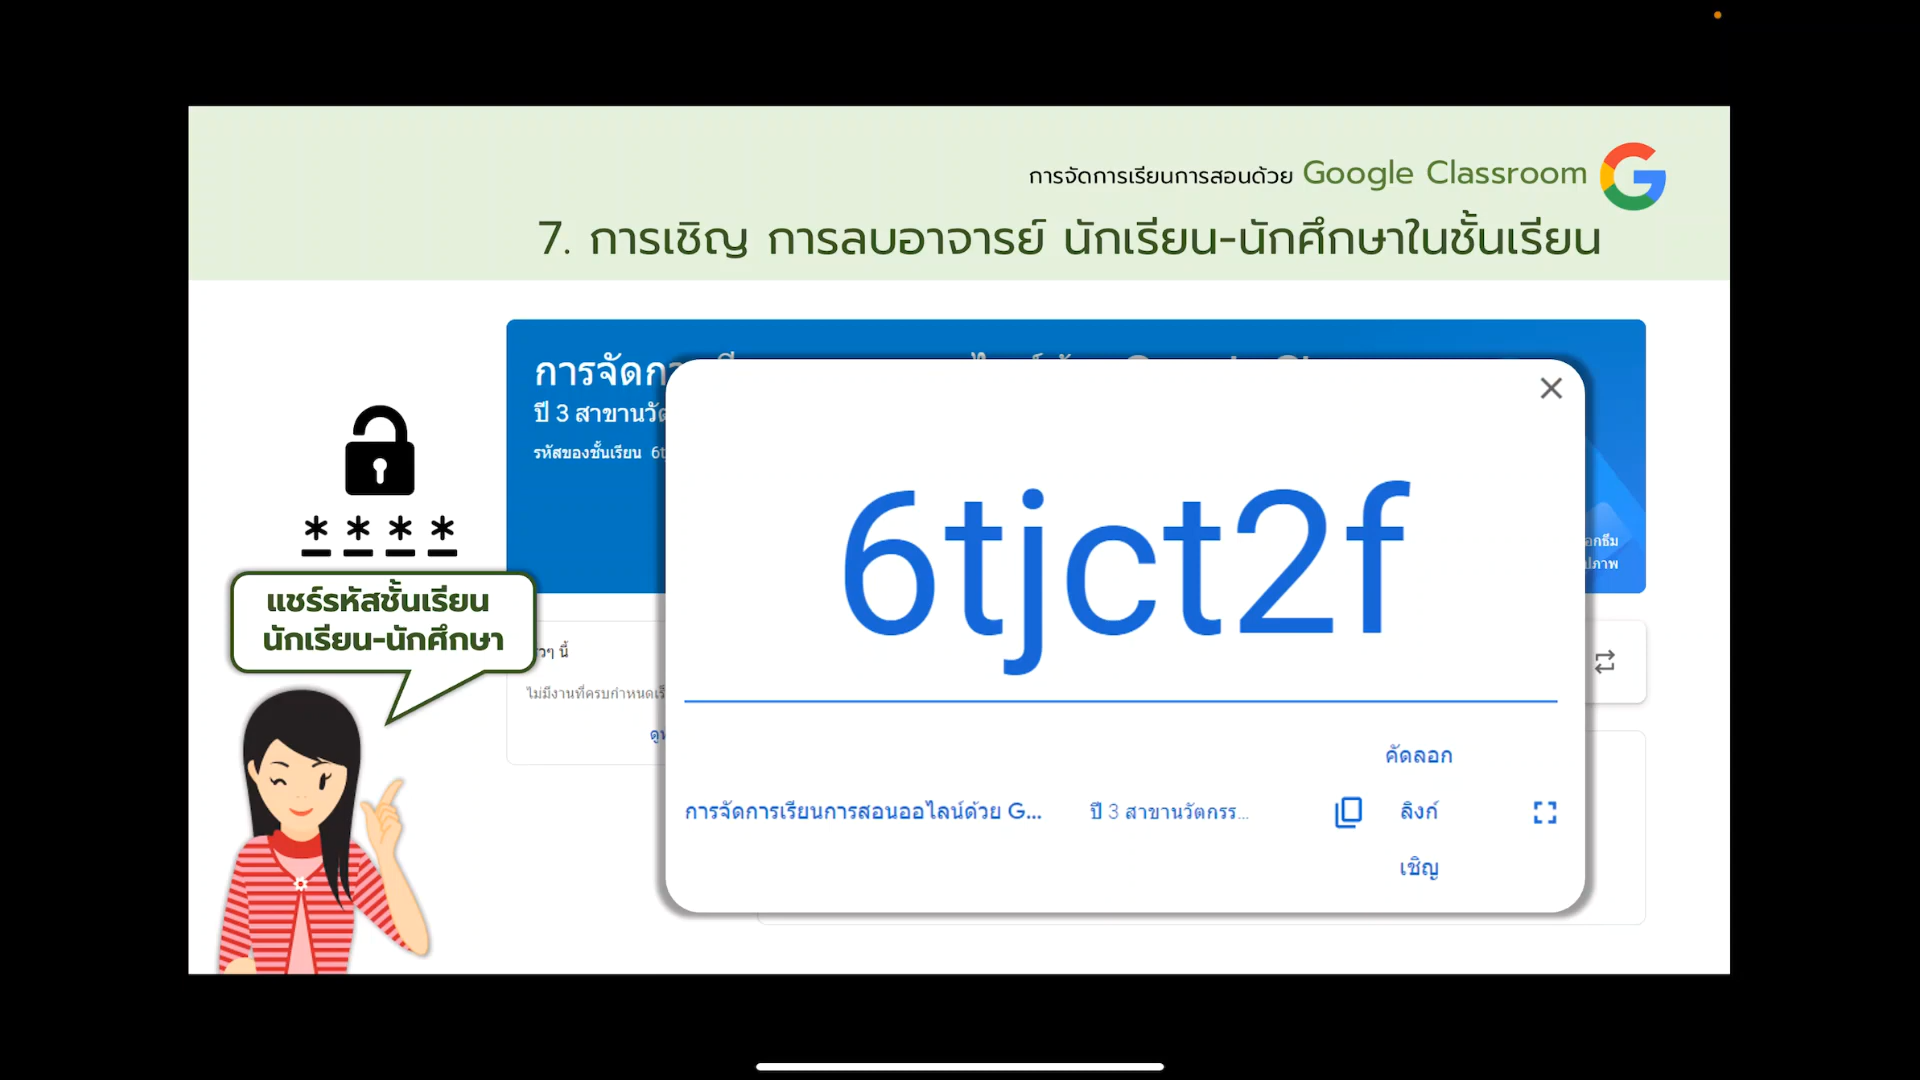 การจัดการเรียนการสอนด้วย Google Classroom
7. การเชิญ การลบอาจารย์ นักเรียน-นักศึกษาในชั้นเรียน
ปี 3 สาขานวัต
รหัสของชั้นเรียน 6t
6tjct2f
* * * *
แชร์รหัสชั้นเรียน
นักเรียน-นักศึกษา
ไม่มีงานที่ครบกำหนดเร็
การจัดการเรียนการสอนออไลน์ด้วย G...
ปี 3 สาขานวัตกรร...
คัดลอก
ลิงก์
เชิญ